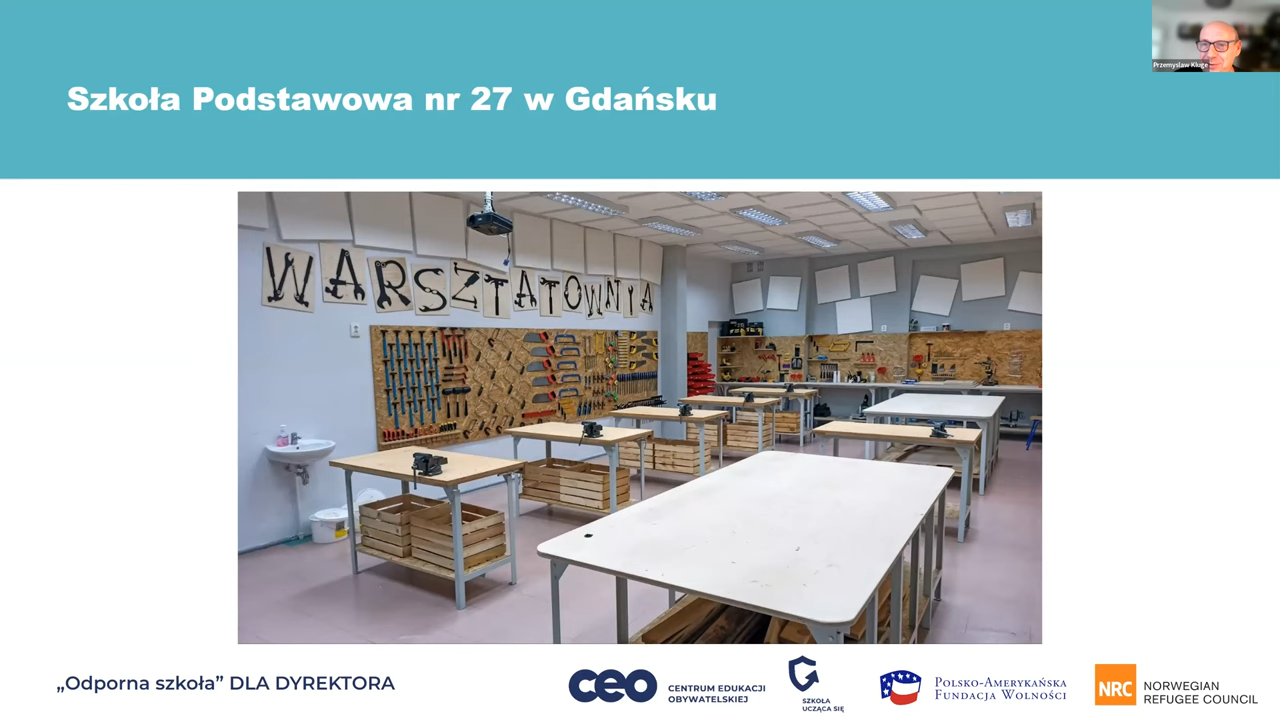 Przemyslaw Kluge
Szkoła Podstawowa nr 27 w Gdańsku
WARSZTATOWNIA
„Odporna szkoła” DLA DYREKTORA
ceo
CENTRUM EDUKACJI
OBYWATELSKIEJ
SZKOŁA
UCZĄCA SIĘ
POLSKO-AMERYKAŃSKA
FUNDACJA WOLNOŚCI
NRC
NORWEGIAN
REFUGEE COUNCIL